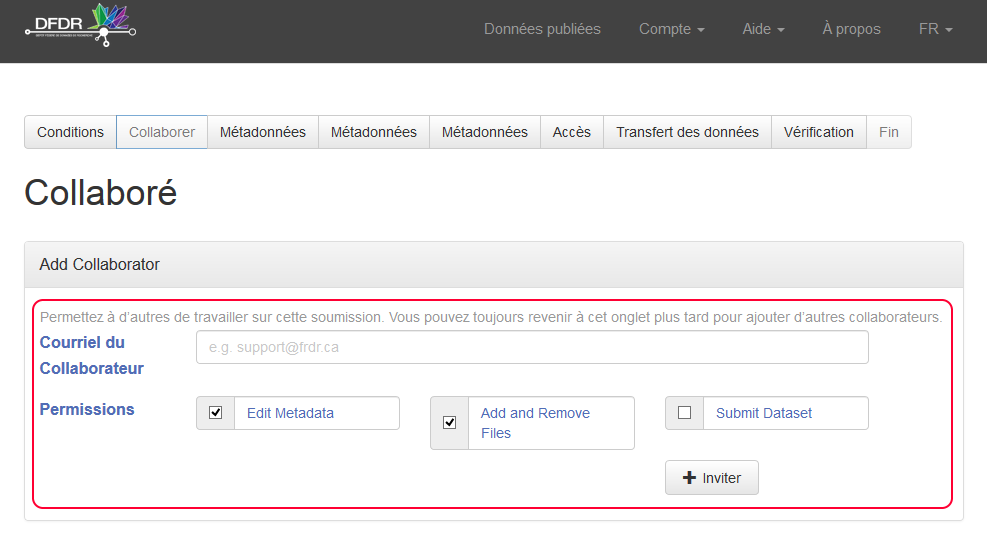 DFDR
Données publiées Compte Aide À propos FR
Conditions Collaborer Métadonnées Métadonnées Métadonnées Accès Transfert des données Vérification Fin
Collaboré
Add Collaborator
Permettez à d'autres de travailler sur cette soumission. Vous pouvez toujours revenir à cet onglet plus tard pour ajouter d'autres collaborateurs.
Courriel du
Collaborateur
e.g. support@frdr.ca
Permissions
Edit Metadata
Add and Remove
Files
Submit Dataset
Inviter